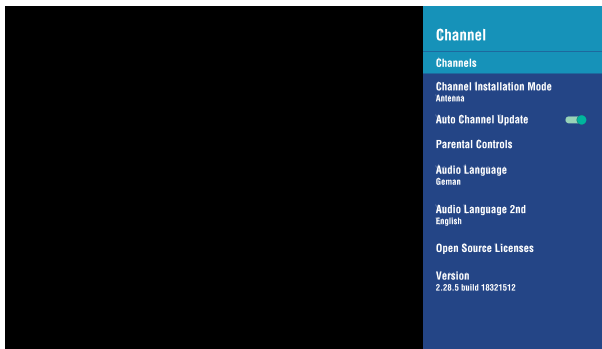 Channel
Channels
Channel Installation Mode
Antenna
Auto Channel Update
Parental Controls
Audio Language
Geman
Audio Language 2nd
English
Open Source Licenses
Version
2.28.5 build 18321512